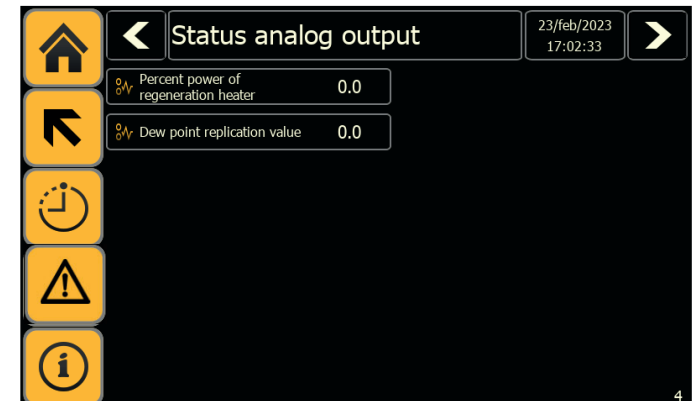 Status analog output
23/feb/2023
17:02:33
Percent power of
regeneration heater
0.0
Dew point replication value
0.0
4